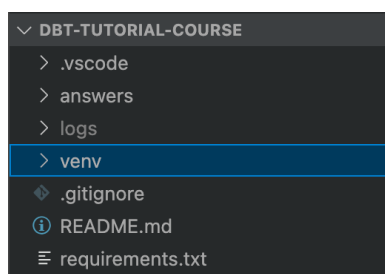 DBT-TUTORIAL-COURSE
.vscode
answers
logs
venv
.gitignore
README.md
requirements.txt